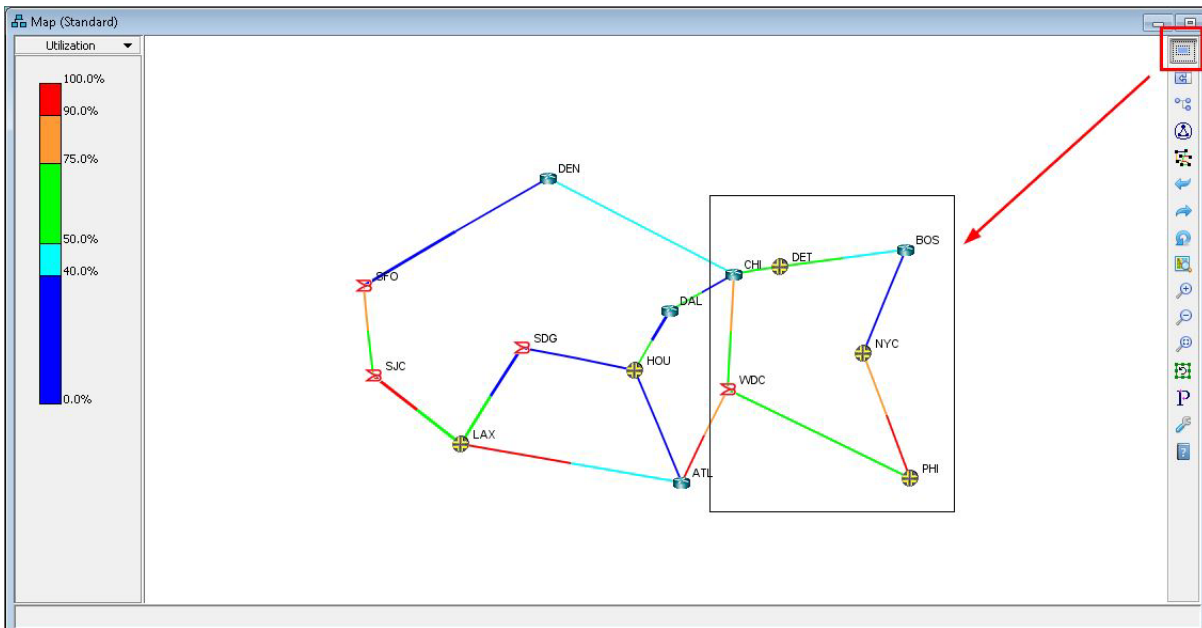 Map (Standard)
Utilization
100.0%
90.0%
75.0%
50.0%
40.0%
0.0%
DEN
BOS
DET
CHI
SFO
DAL
SDG
NYC
HOU
SJC
WDC
LAX
ATL
PHI
P
?